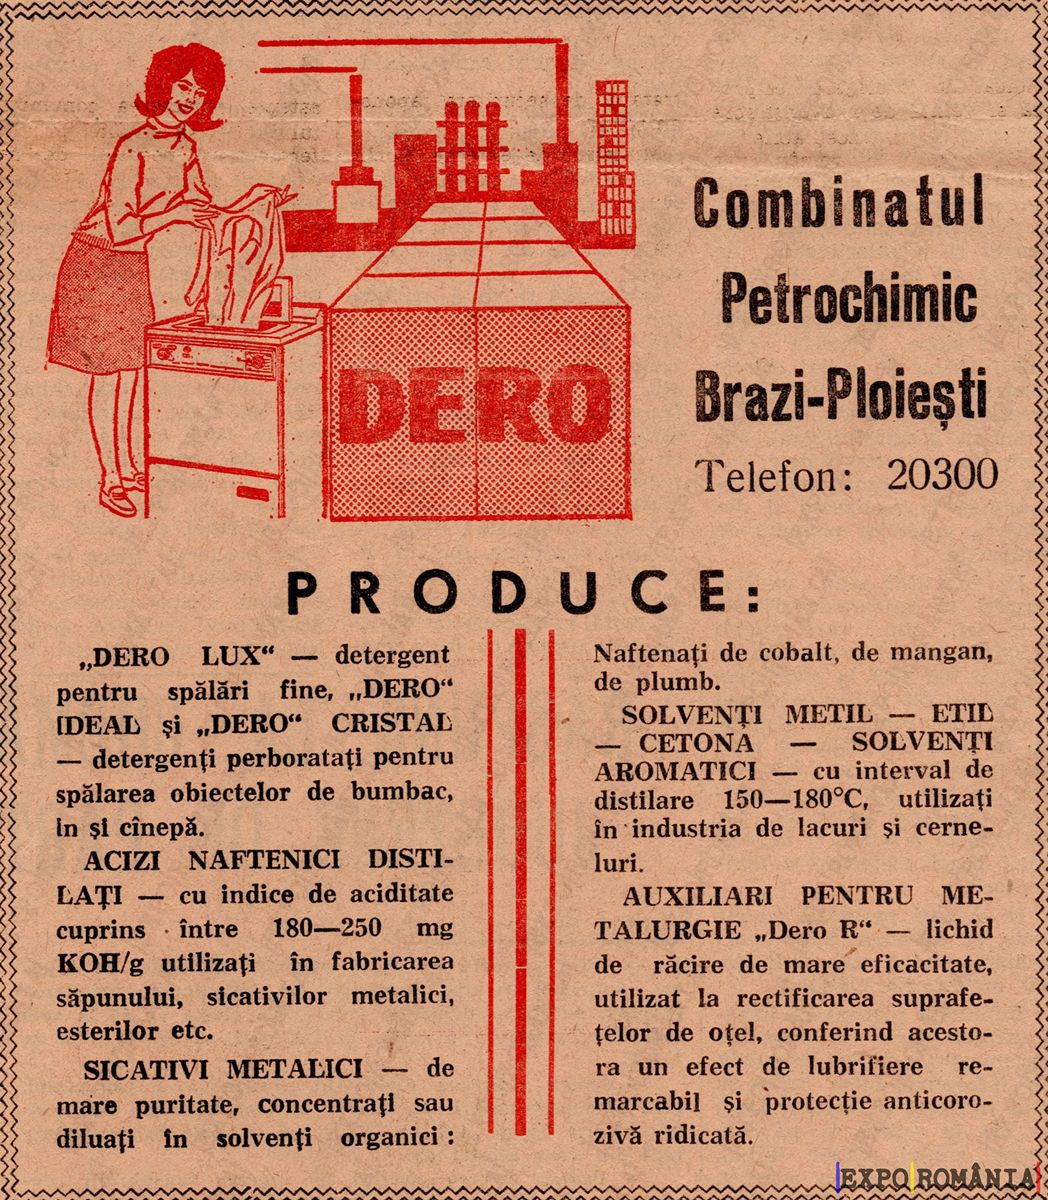 DERO
Combinatul
Petrochimic
Brazi-Ploiești
Telefon: 20300
PRODUCE:
„DERO LUX“ — detergent
pentru spălări fine, „DERO“
IDEAL și „DERO“ CRISTAL
— detergenți perboratați pentru
spălarea obiectelor de bumbac,
in și cînepă.
ACIZI NAFTENICI DISTI-
LAȚI — cu indice de aciditate
cuprins între 180—250 mg
KOH/g utilizați în fabricarea
săpunului, sicativilor metalici,
esterilor etc.
SICATIVI METALICI — de
mare puritate, concentrați sau
diluați în solvenți organici :
Naftenați de cobalt, de mangan,
de plumb.
SOLVENȚI METIL — ETIL
— CETONA — SOLVENȚI
AROMATICI — cu interval de
distilare 150—180°C, utilizați
în industria de lacuri și cerne-
luri.
AUXILIARI PENTRU ME-
TALURGIE „Dero R“ — lichid
de răcire de mare eficacitate,
utilizat la rectificarea suprafe-
țelor de oțel, conferind acesto-
ra un efect de lubrifiere re-
marcabil și protecție anticoro-
zivă ridicată.
EXPO ROMÂNIA